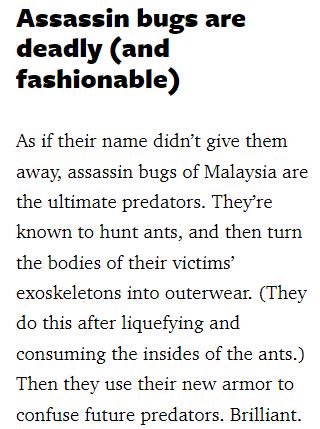 Assassin bugs are
deadly (and
fashionable)
As if their name didn’t give them
away, assassin bugs of Malaysia are
the ultimate predators. They’re
known to hunt ants, and then turn
the bodies of their victims’
exoskeletons into outerwear. (They
do this after liquefying and
consuming the insides of the ants.)
Then they use their new armor to
confuse future predators. Brilliant.